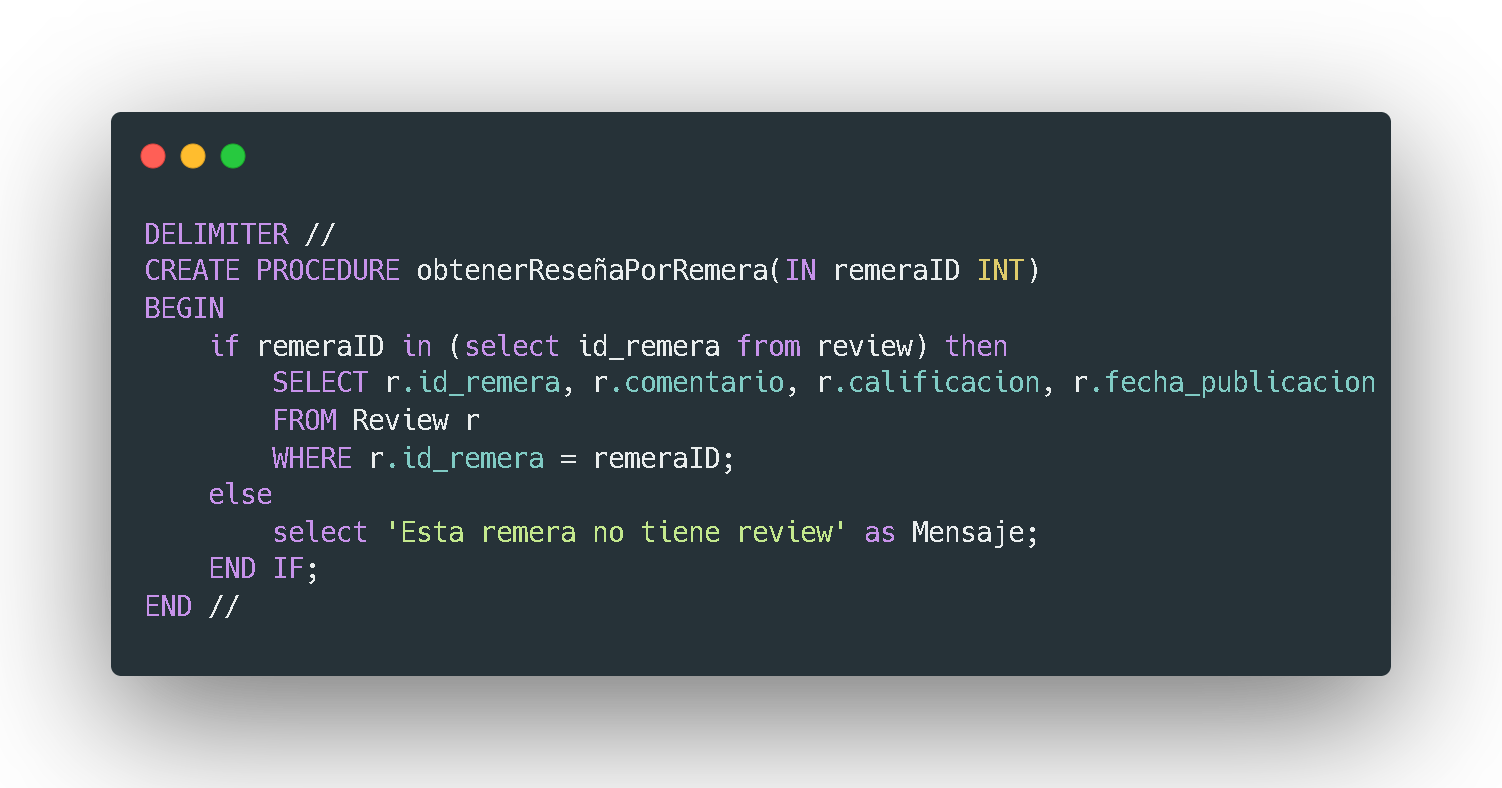 DELIMITER //
CREATE PROCEDURE obtenerReseñaPorRemera(IN remeraID INT)
BEGIN
    if remeraID in (select id_remera from review) then
        SELECT r.id_remera, r.comentario, r.calificacion, r.fecha_publicacion
        FROM Review r
        WHERE r.id_remera = remeraID;
    else
        select 'Esta remera no tiene review' as Mensaje;
    END IF;
END //